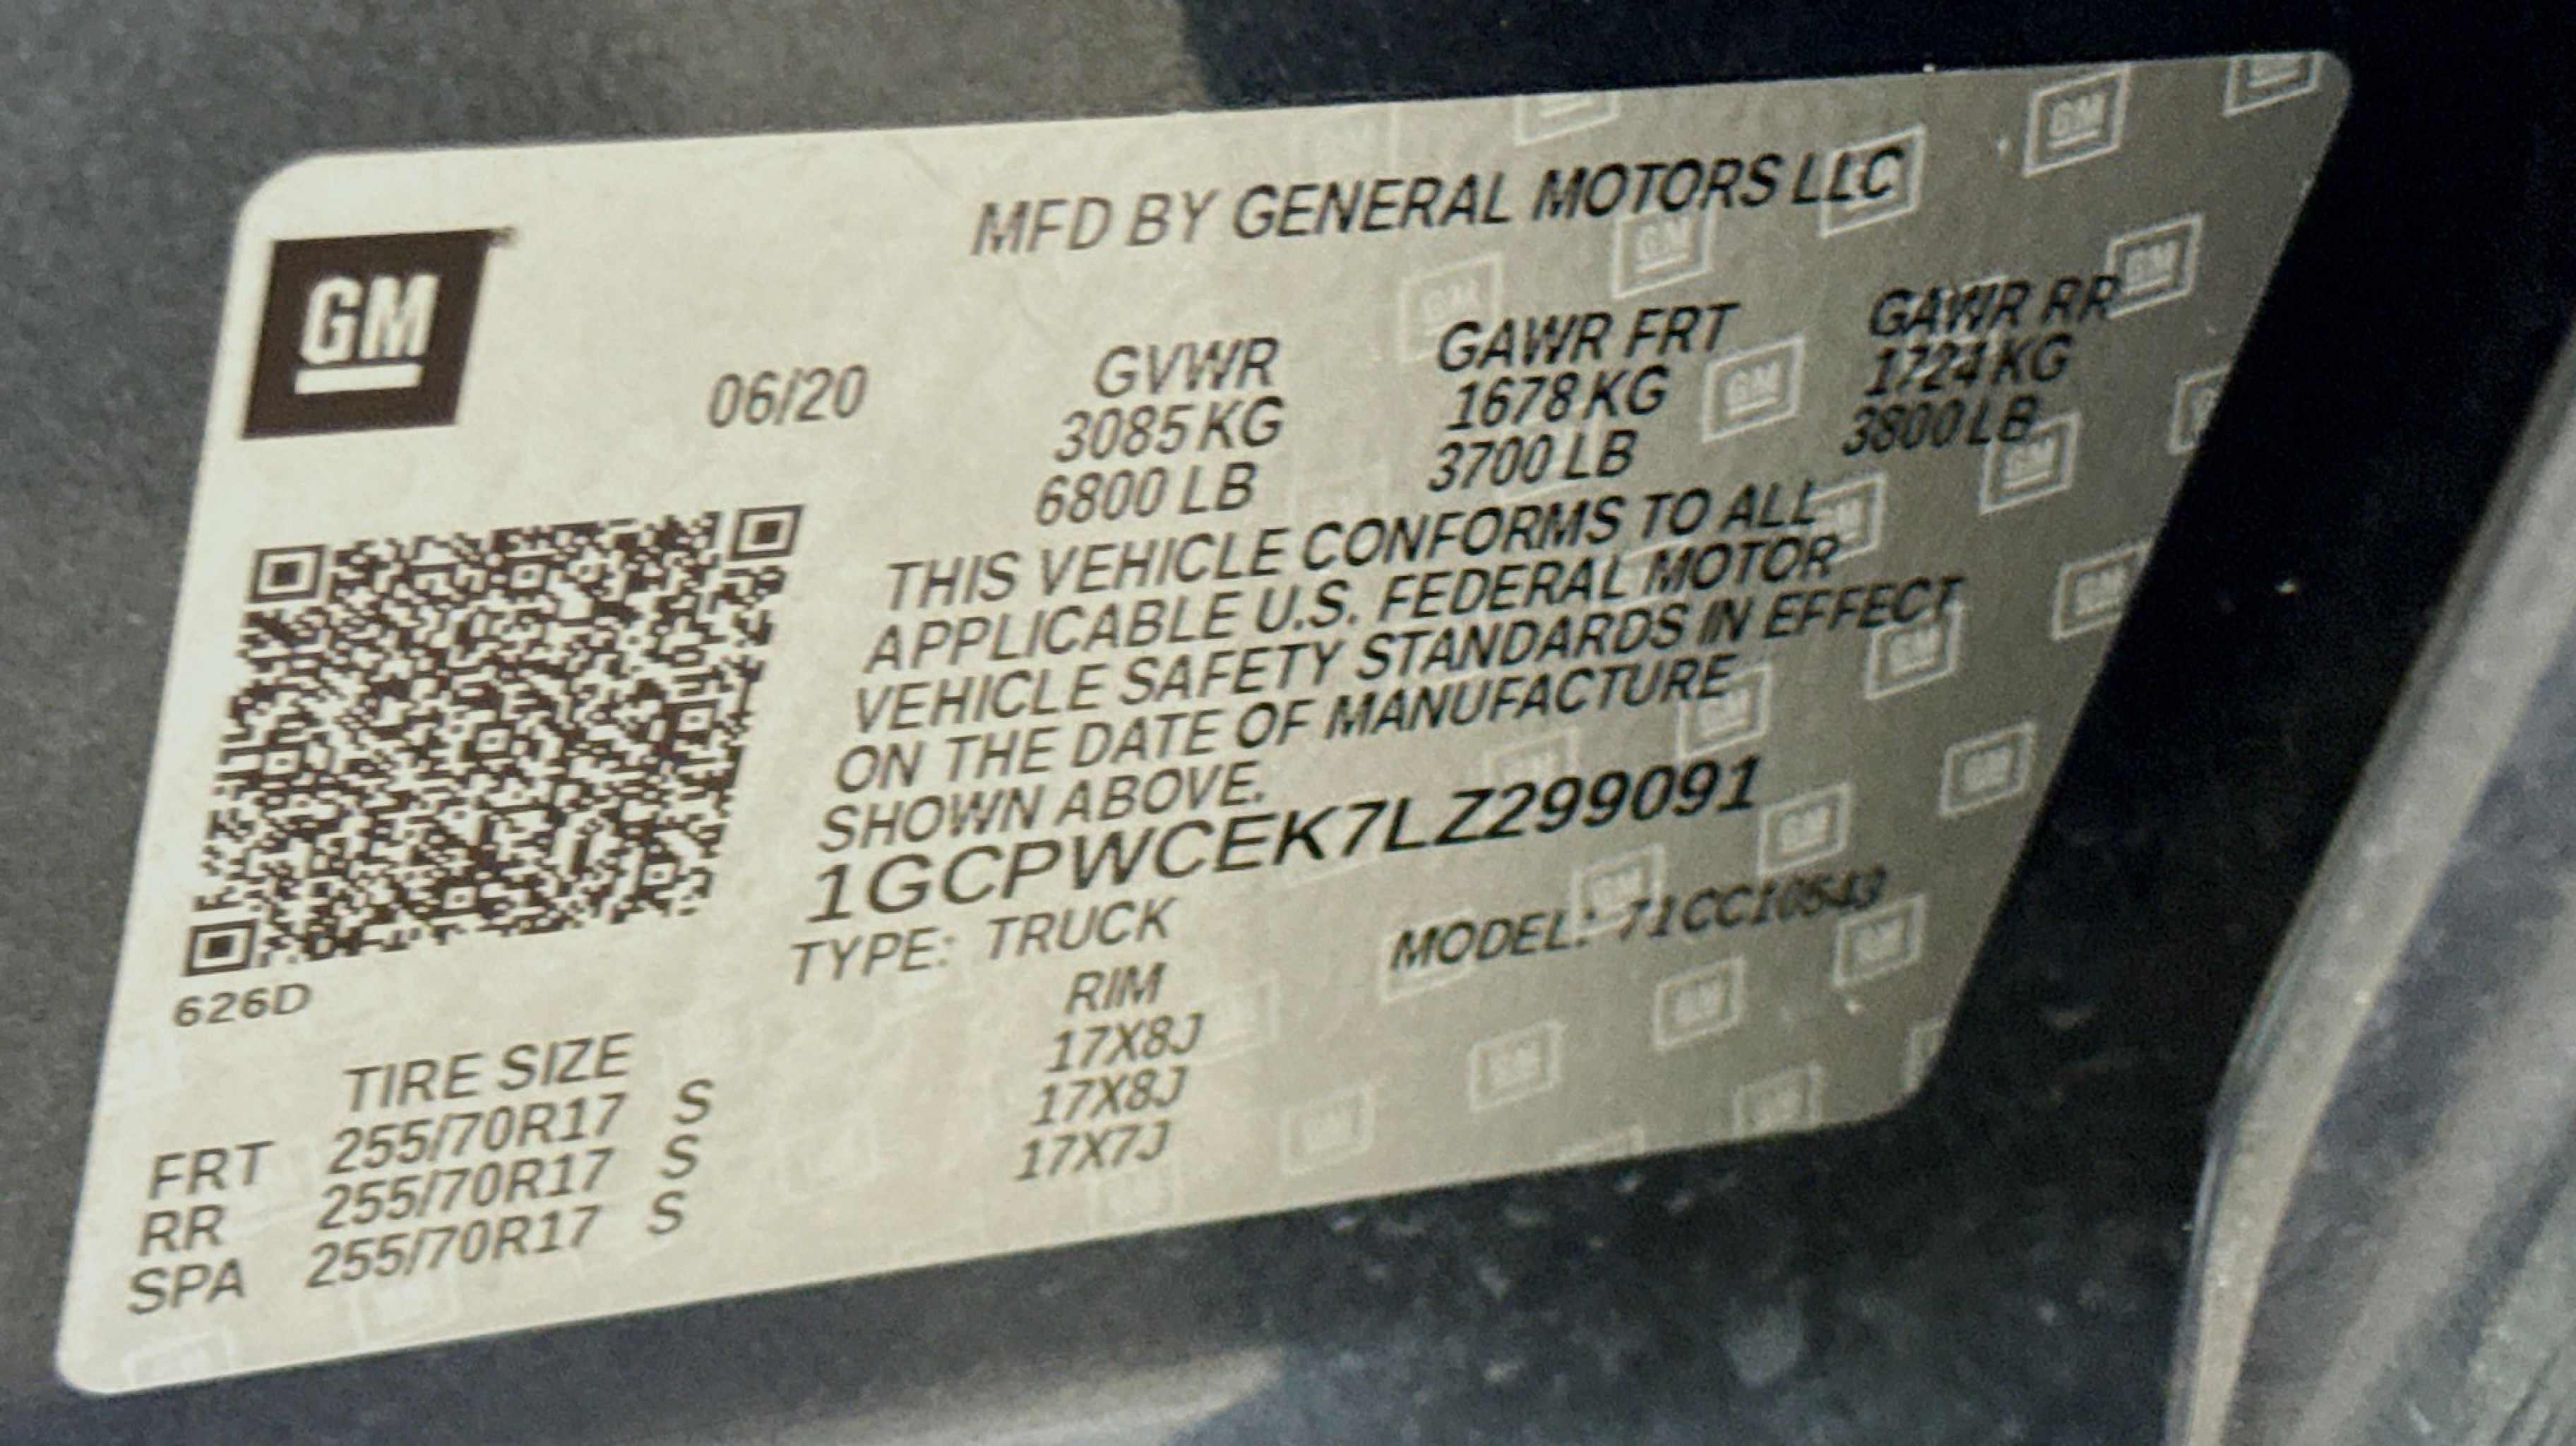 MFD BY GENERAL MOTORS LLC
GM
06/20
GVWR GAWR FRT GAWR RR
3085 KG 1678 KG 1724 KG
6800 LB 3700 LB 3800 LB
THIS VEHICLE CONFORMS TO ALL
APPLICABLE U.S. FEDERAL MOTOR
VEHICLE SAFETY STANDARDS IN EFFECT
ON THE DATE OF MANUFACTURE
SHOWN ABOVE.
1GCPWCEK7LZ299091
TYPE: TRUCK MODEL: 71CC10543
626D
TIRE SIZE RIM
FRT 255/70R17 S 17X8J
RR 255/70R17 S 17X8J
SPA 255/70R17 S 17X7J